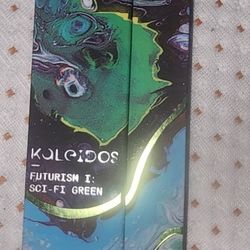 KaLeiDOS
FUTURISM I:
SCI-FI GREEN